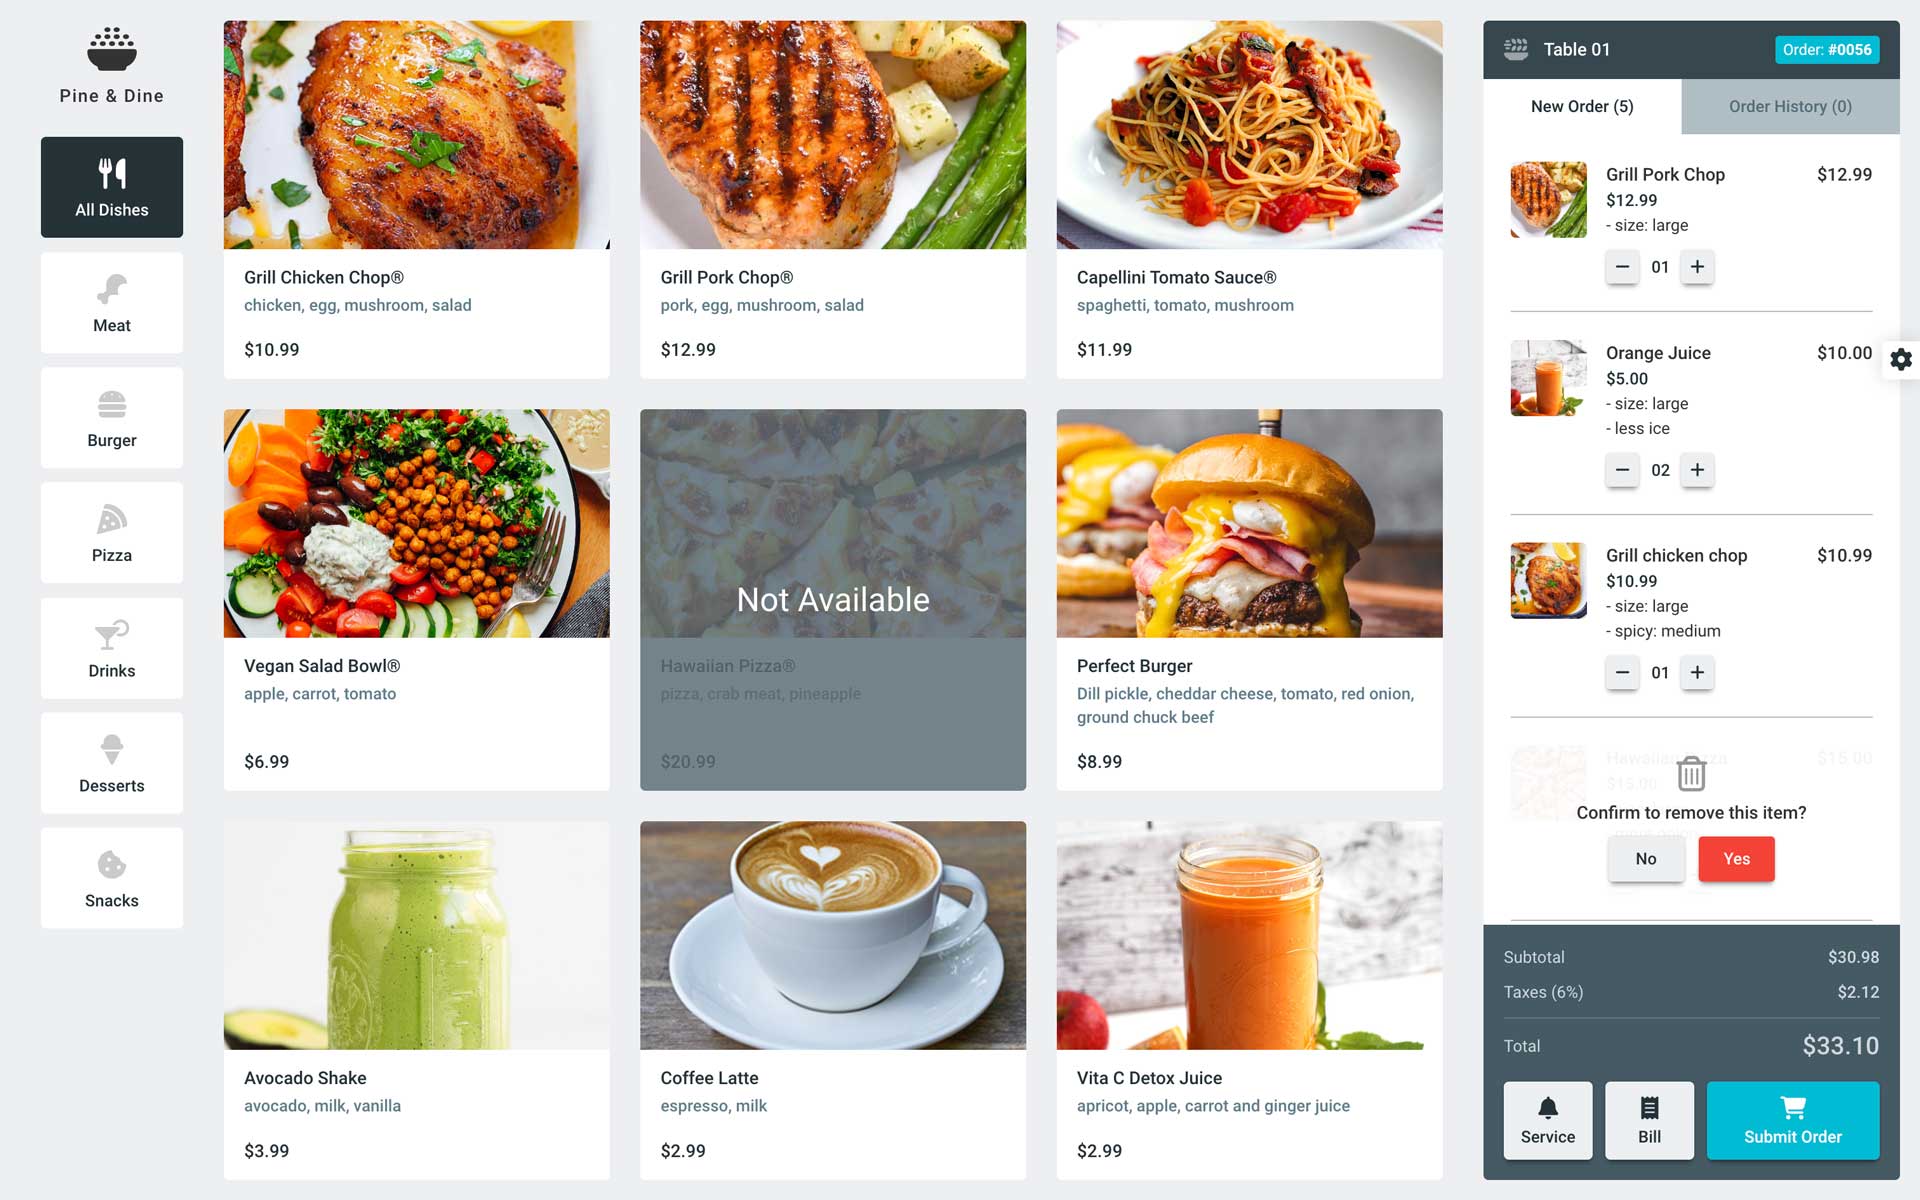 Pine & Dine
All Dishes
Meat
Burger
Pizza
Drinks
Desserts
Snacks
Grill Chicken Chop®
chicken, egg, mushroom, salad
$10.99
Grill Pork Chop®
pork, egg, mushroom, salad
$12.99
Capellini Tomato Sauce®
spaghetti, tomato, mushroom
$11.99
Vegan Salad Bowl®
apple, carrot, tomato
$6.99
Not Available
Hawaiian Pizza®
pizza, crab meat, pineapple
$20.99
Perfect Burger
Dill pickle, cheddar cheese, tomato, red onion,
ground chuck beef
$8.99
Avocado Shake
avocado, milk, vanilla
$3.99
Coffee Latte
espresso, milk
$2.99
Vita C Detox Juice
apricot, apple, carrot and ginger juice
$2.99
Table 01
Order: #0056
New Order (5)
Order History (0)
Grill Pork Chop
$12.99
$12.99
- size: large
01
Orange Juice
$10.00
$5.00
- size: large
- less ice
02
Grill chicken chop
$10.99
$10.99
- size: large
- spicy: medium
01
$15.00
$15.00
Confirm to remove this item?
No
Yes
Subtotal
$30.98
Taxes (6%)
$2.12
Total
$33.10
Service
Bill
Submit Order